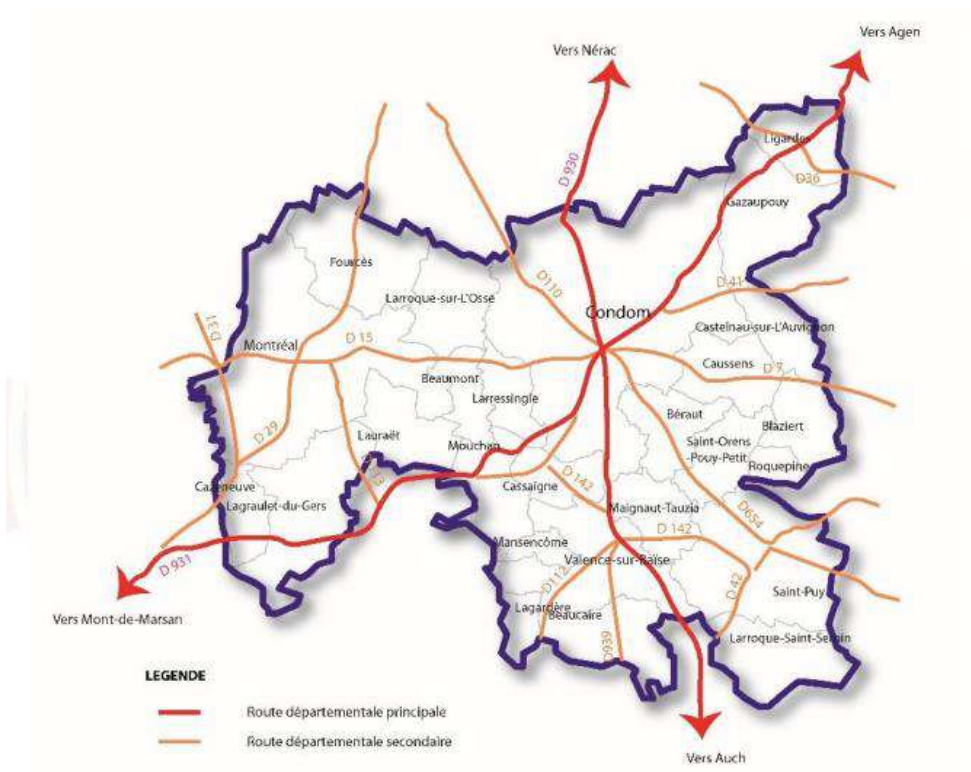 Vers Agen
Vers Nérac
Ligardes
D 930
D36
Gazaupouy
Fourcès
D110
D 41
Larroque-sur-L'Osse
Condom
D31
Castelnau-sur-L'Auvignon
Montréal
D 15
Caussens
D 7
Beaumont
Larressingle
Béraut
Blaziert
D 29
Lauraët
Mouchan
Saint-Orens
-Pouy-Petit
Roquepine
Cazeneuve
Cassaigne
D 142
Lagraulet-du-Gers
Maignaut-Tauzia
D654
D 142
Mansencôme
Valence-sur-Baïse
D 931
D112
D 42
Saint-Puy
Vers Mont-de-Marsan
Lagardère
Beaucaire
D939
Larroque-Saint-Sernin
LEGENDE
Route départementale principale
Route départementale secondaire
Vers Auch